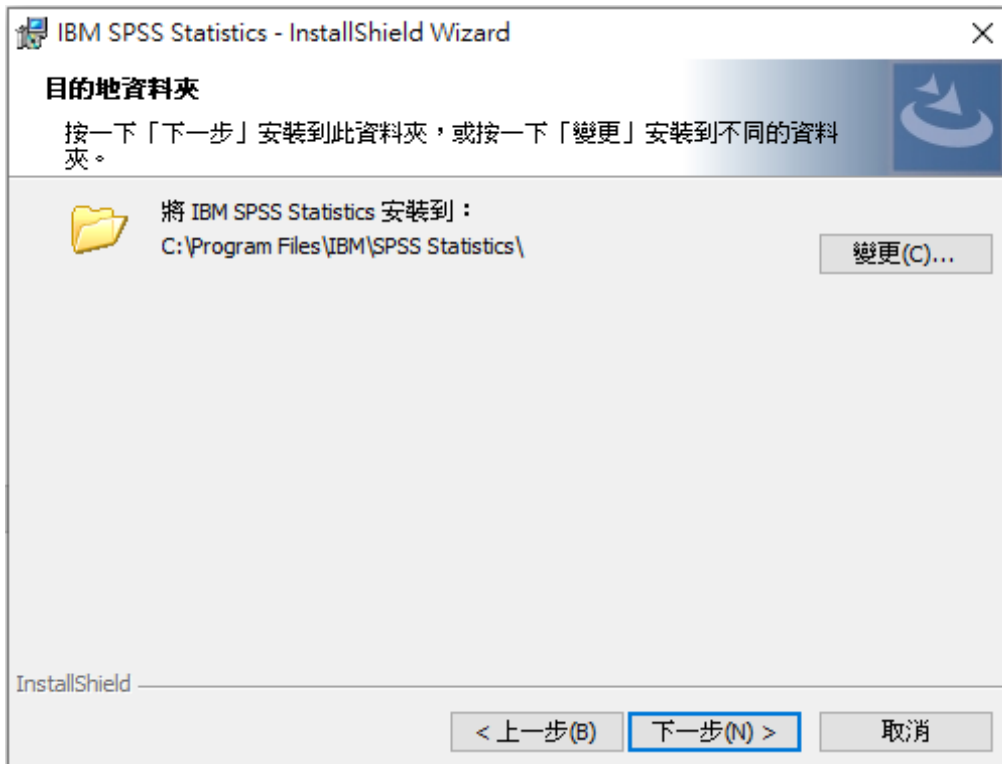 IBM SPSS Statistics - InstallShield Wizard
目的地資料夾
按一下「下一步」安裝到此資料夾，或按一下「變更」安裝到不同的資料
夾。
將 IBM SPSS Statistics 安裝到：
C:\Program Files\IBM\SPSS Statistics\
變更(C)...
InstallShield
< 上一步(B)
下一步(N) >
取消